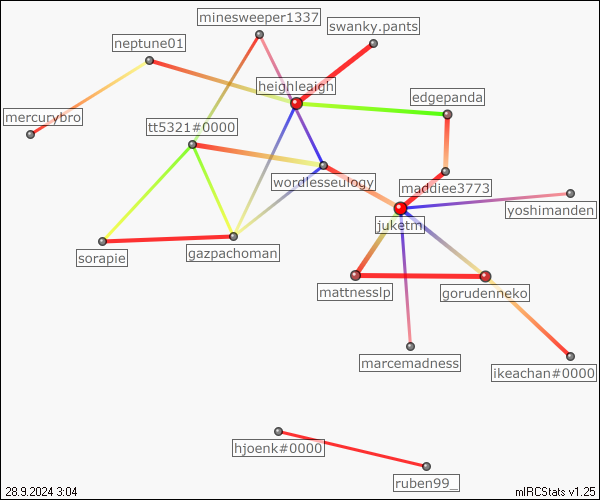 minesweeper1337
swanky.pants
neptune01
heighleaigh
edgepanda
mercurybro
tt5321#0000
wordlesseulogy
maddiee3773
yoshimanden
juketm
sorapie
gazpachoman
mattnesslp
gorudenneko
marcemadness
ikeachan#0000
hjoenk#0000
ruben99_
28.9.2024 3:04
mIRCStats v1.25